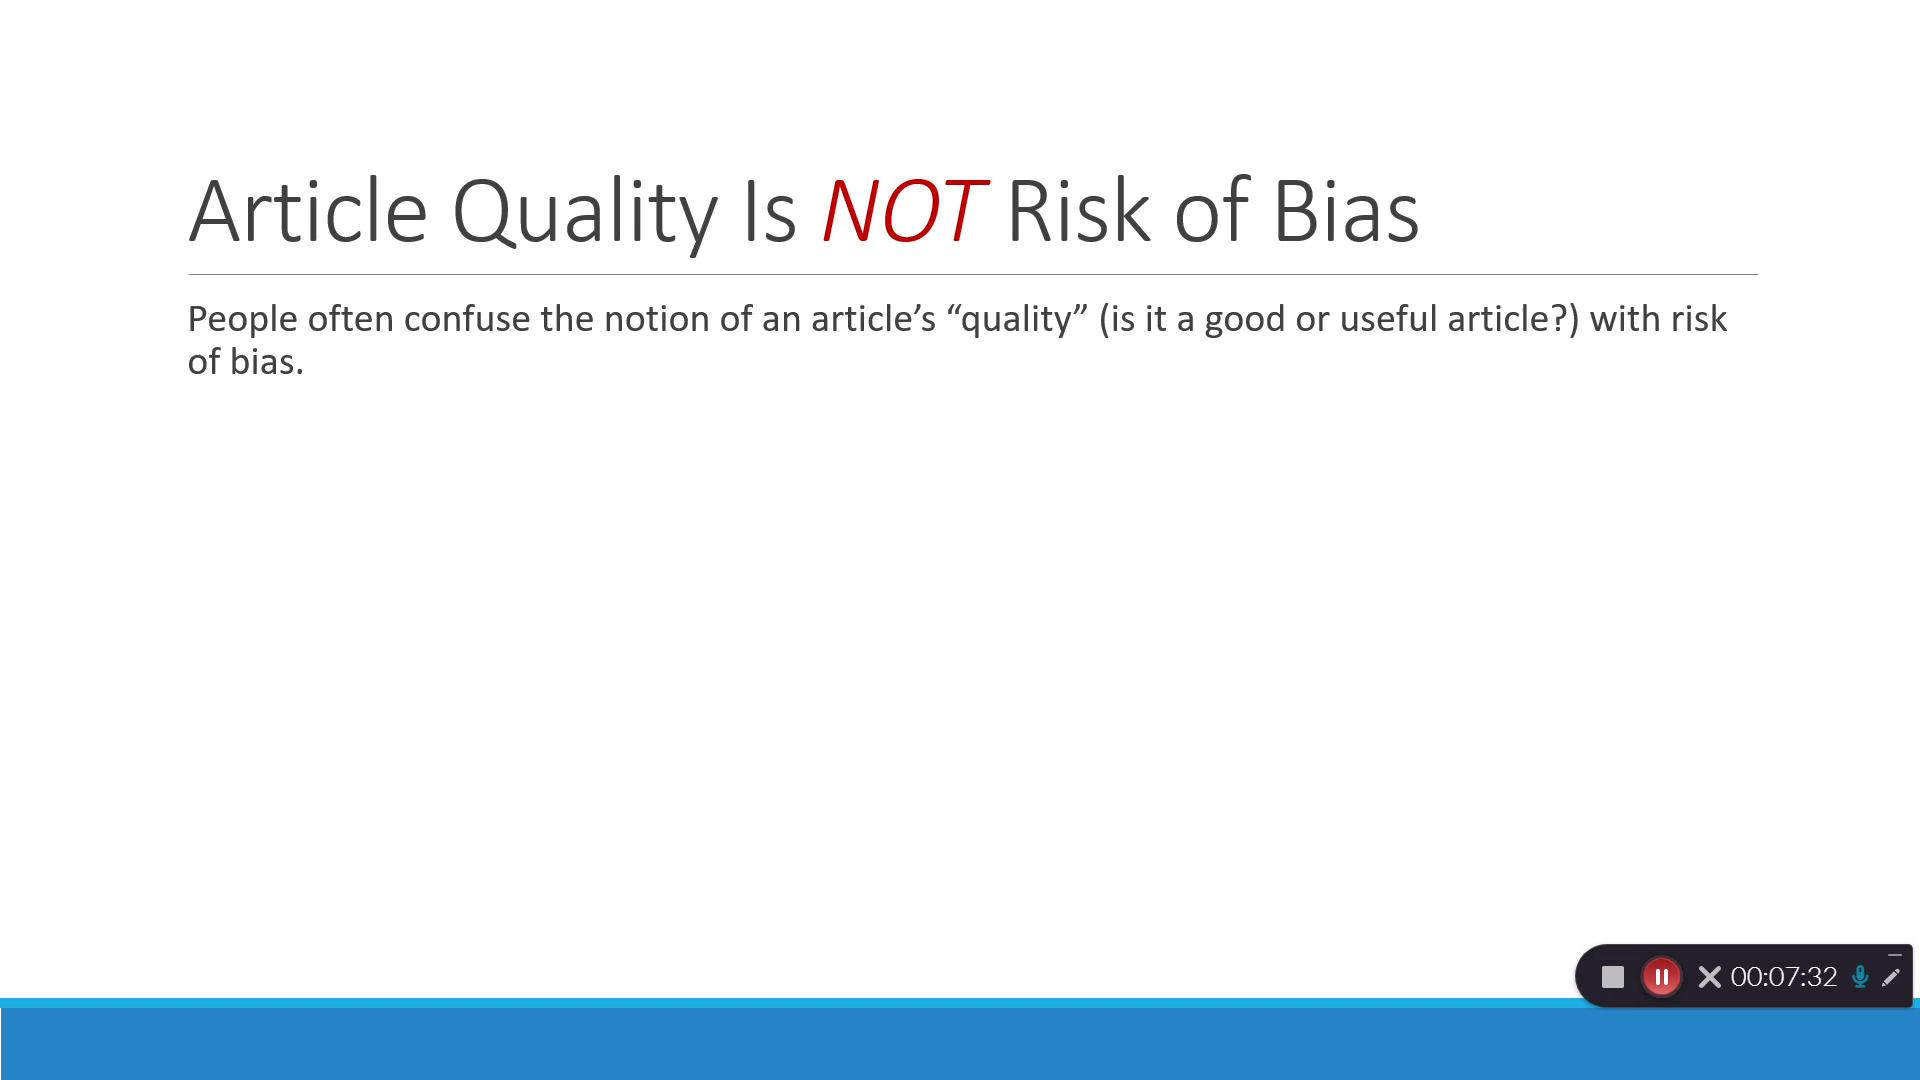 Article Quality Is NOT Risk of Bias
People often confuse the notion of an article’s “quality” (is it a good or useful article?) with risk
of bias.
00:07:32